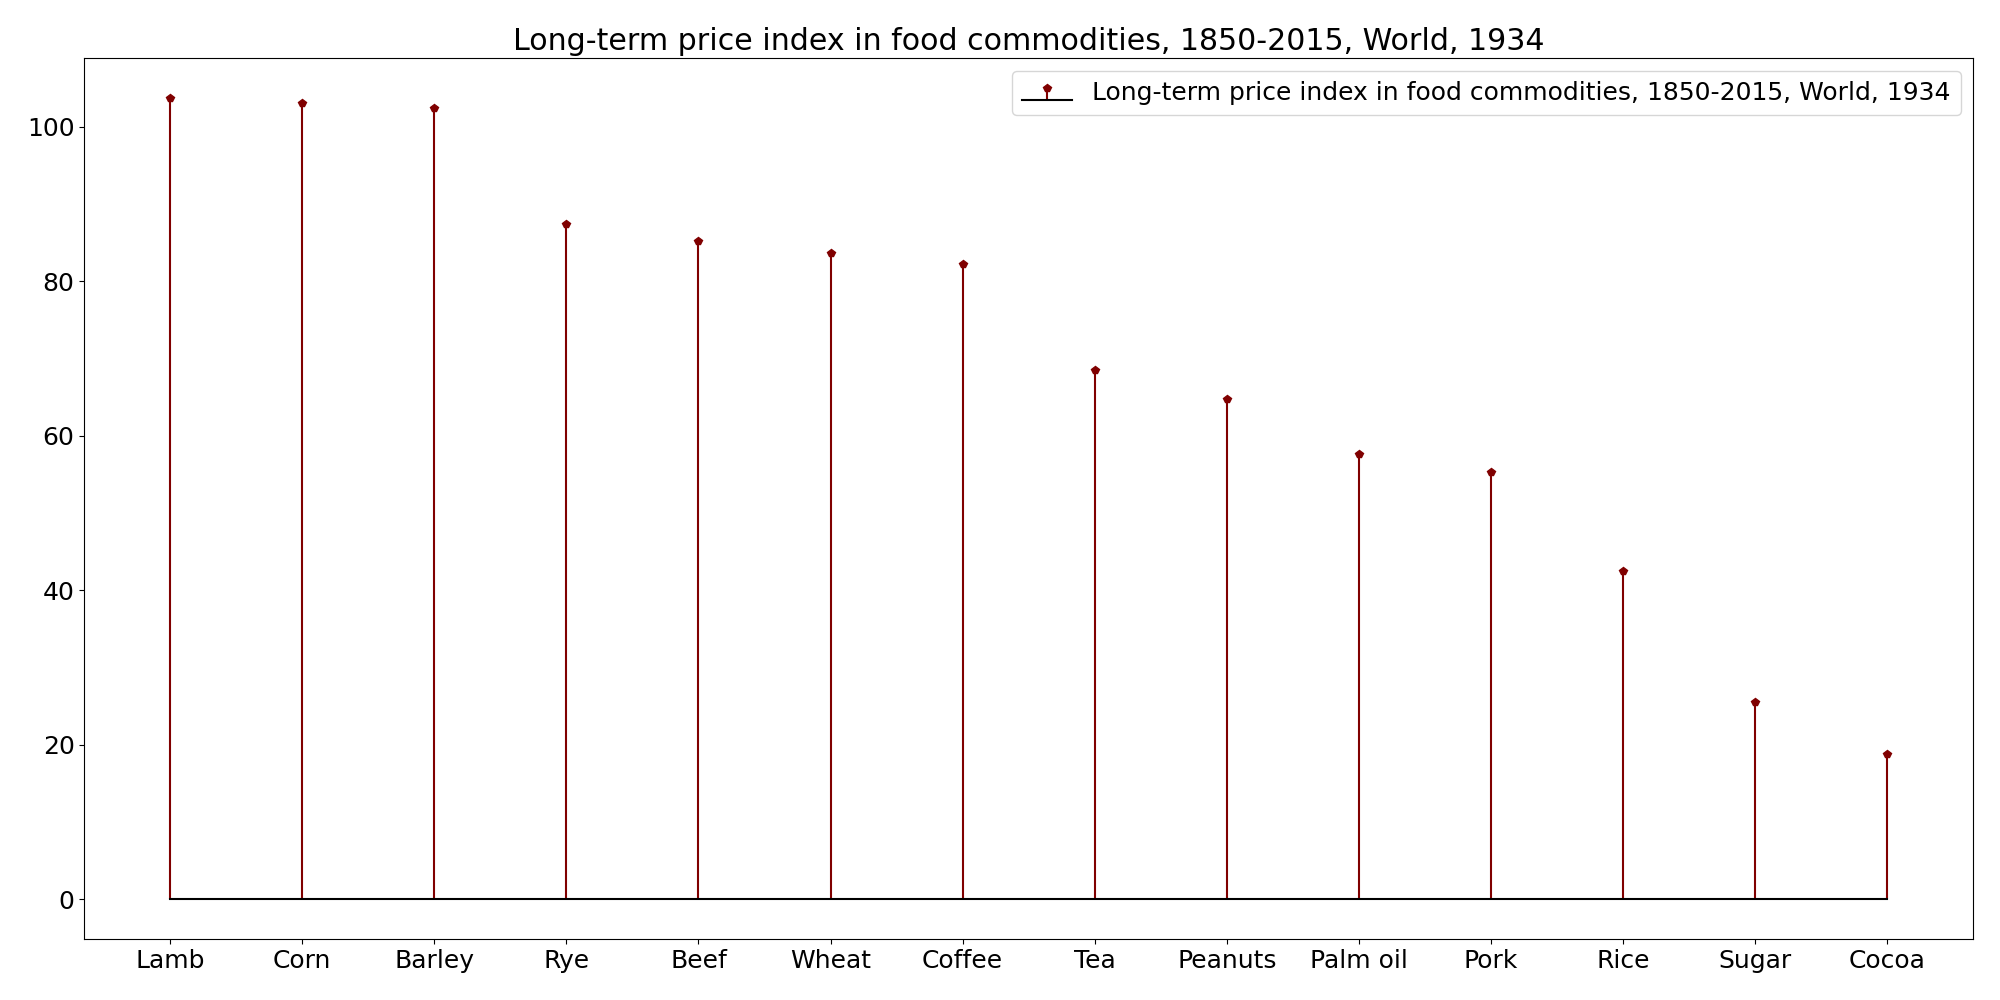 Long-term price index in food commodities, 1850-2015, World, 1934
Long-term price index in food commodities, 1850-2015, World, 1934
100
80
60
40
20
0
Lamb Corn Barley Rye Beef Wheat Coffee Tea Peanuts Palm oil Pork Rice Sugar Cocoa